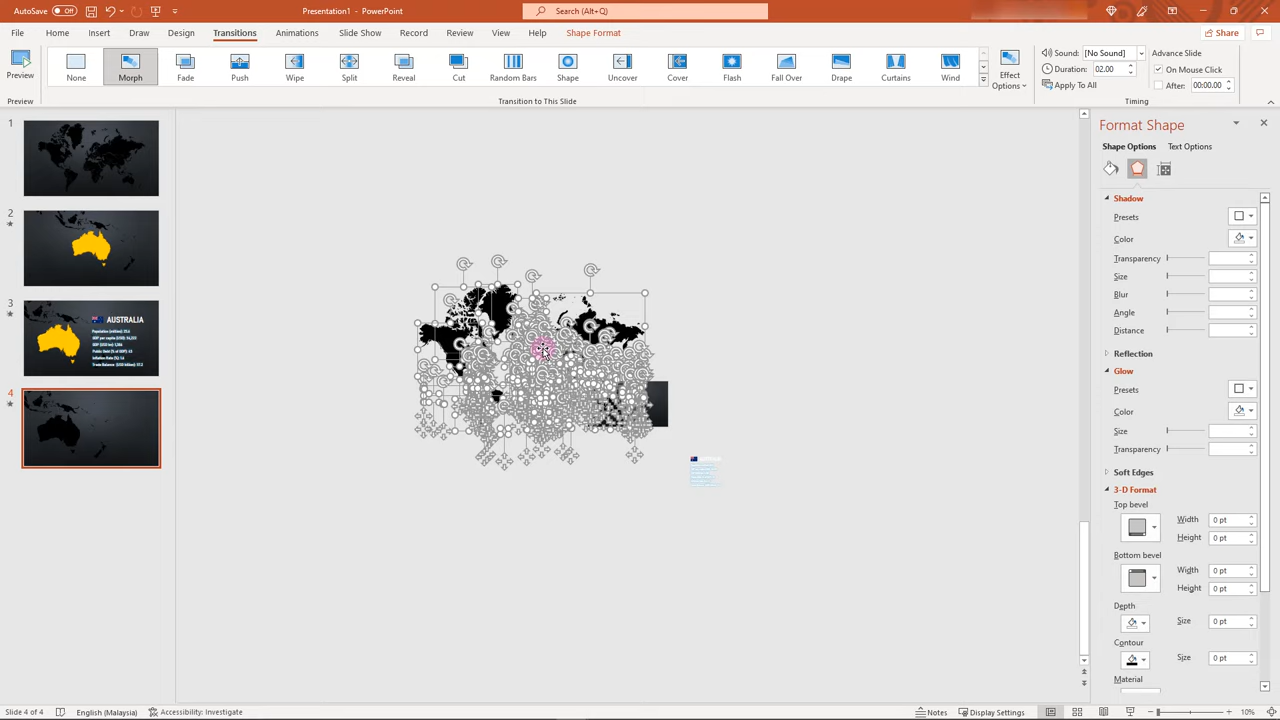 AutoSave Off
Presentation1 - PowerPoint
Search (Alt+Q)
File Home Insert Draw Design Transitions Animations Slide Show Record Review View Help Shape Format
Share
Preview
None Morph Fade Push Wipe Split Reveal Cut Random Bars Shape Uncover Cover Flash Fall Over Drape Curtains Wind
Effect
Options
Sound: [No Sound]
Duration: 02.00
Apply To All
Advance Slide
On Mouse Click
After: 00:00.00
Preview
Transition to This Slide
Timing
1
2
3
AUSTRALIA
4
Format Shape
Shape Options Text Options
Shadow
Presets
Color
Transparency
Size
Blur
Angle
Distance
Reflection
Glow
Presets
Color
Size
Transparency
Soft Edges
3-D Format
Top bevel
Width 0 pt
Height 0 pt
Bottom bevel
Width 0 pt
Height 0 pt
Depth
Size 0 pt
Contour
Size 0 pt
Material
Slide 4 of 4
English (Malaysia)
Accessibility: Investigate
Notes
Display Settings
10%